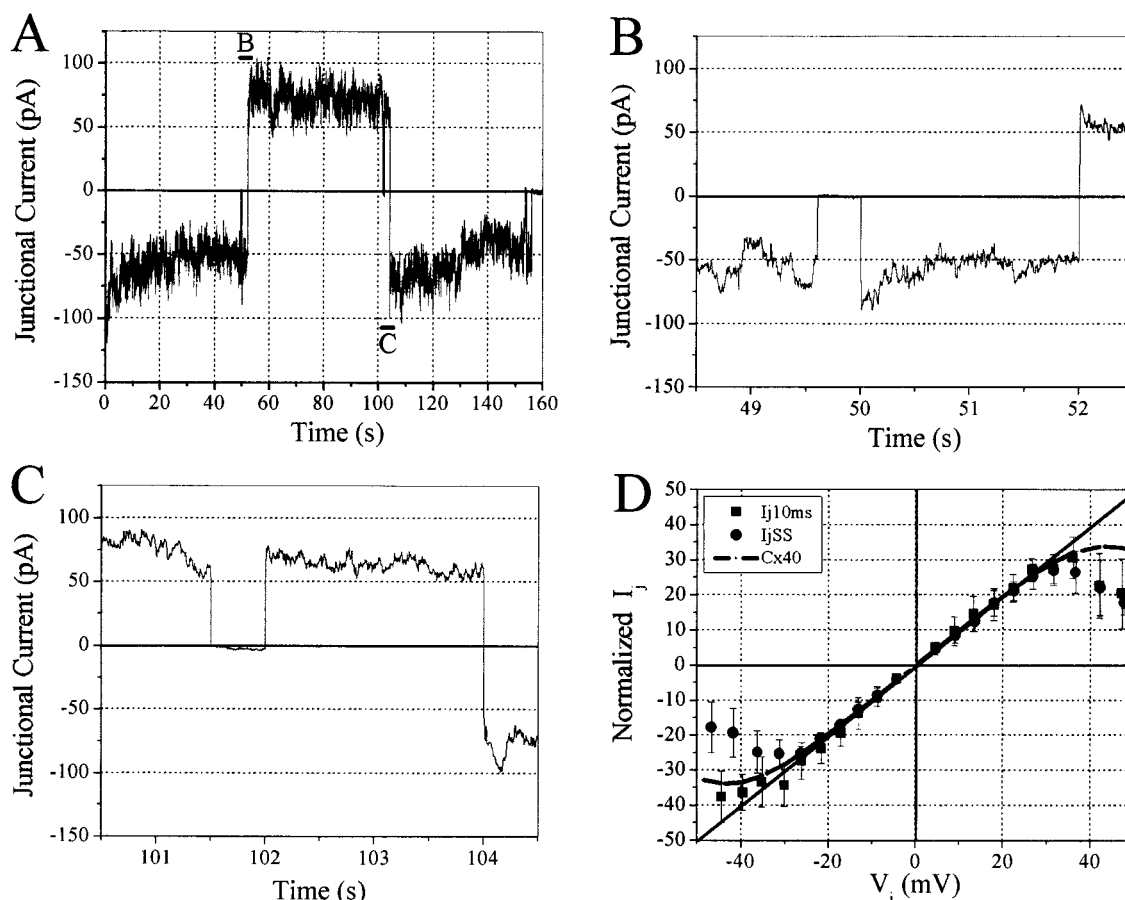 A
B
C
Junctional Current (pA)
100
50
0
-50
-100
-150
0 20 40 60 80 100 120 140 160
Time (s)
B
Junctional Current (pA)
100
50
0
-50
-100
-150
49 50 51 52
Time (s)
C
Junctional Current (pA)
100
50
0
-50
-100
-150
101 102 103 104
Time (s)
D
Normalized Ij
50
40
30
20
10
0
-10
-20
-30
-40
-50
Ij10ms
IjSS
Cx40
-40 -20 0 20 40
Vj (mV)